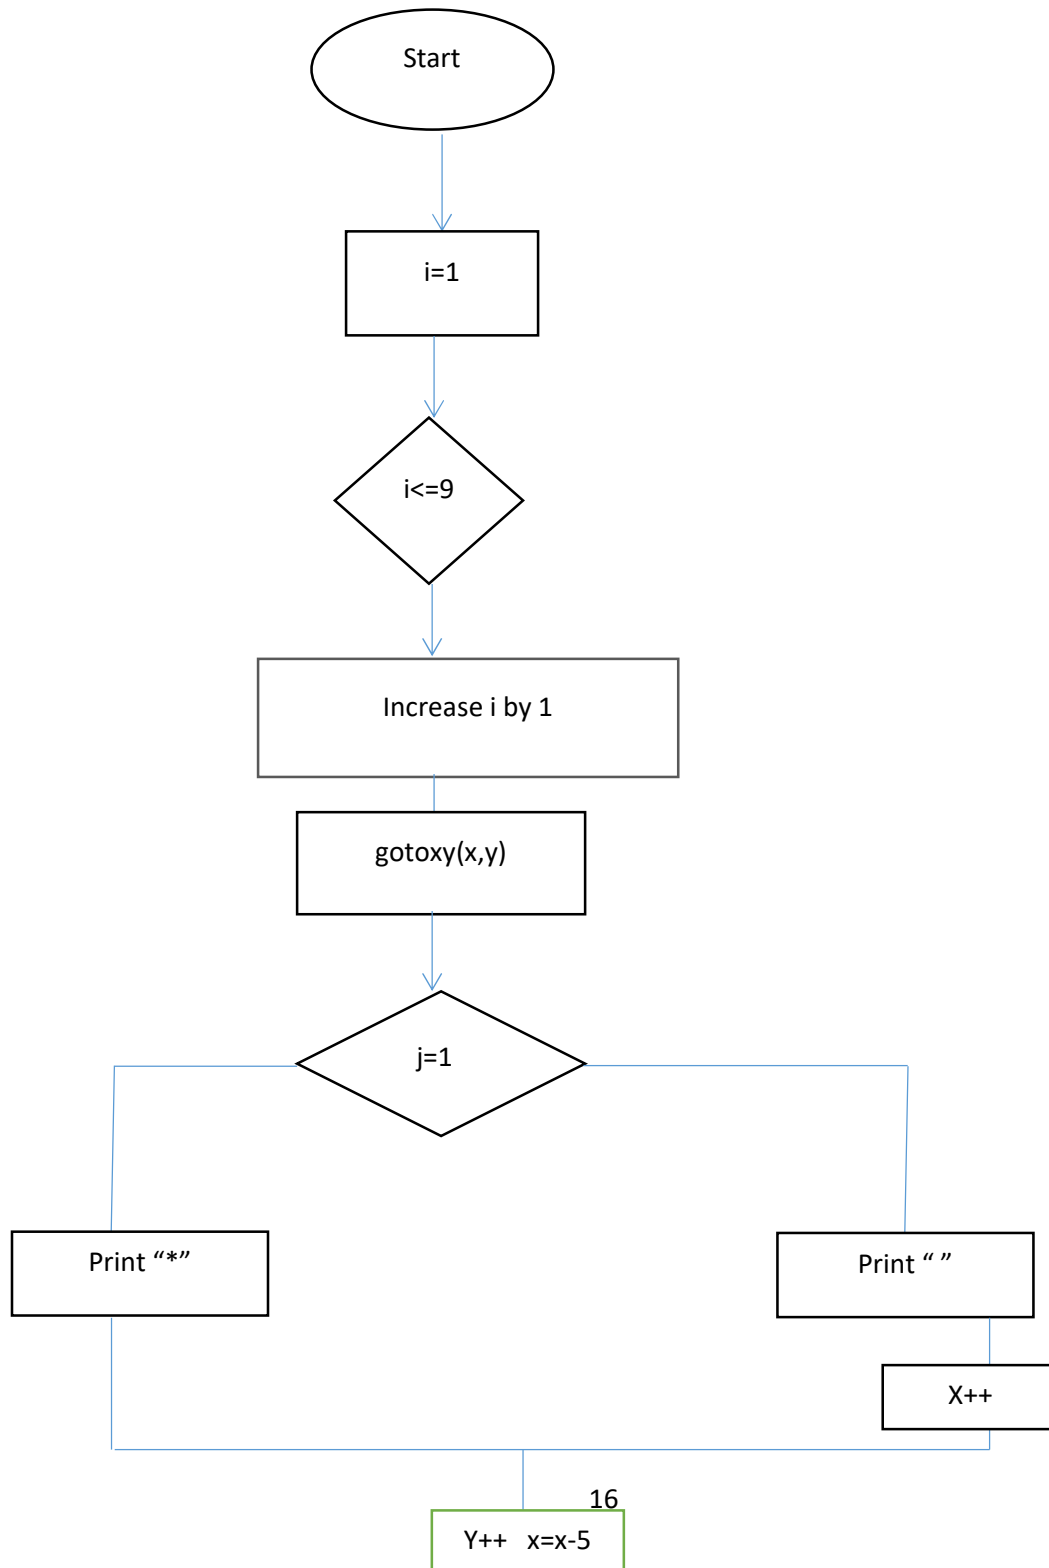 Start
i=1
i<=9
Increase i by 1
gotoxy(x,y)
j=1
Print “*”
Print “ ”
X++
16
Y++ x=x-5